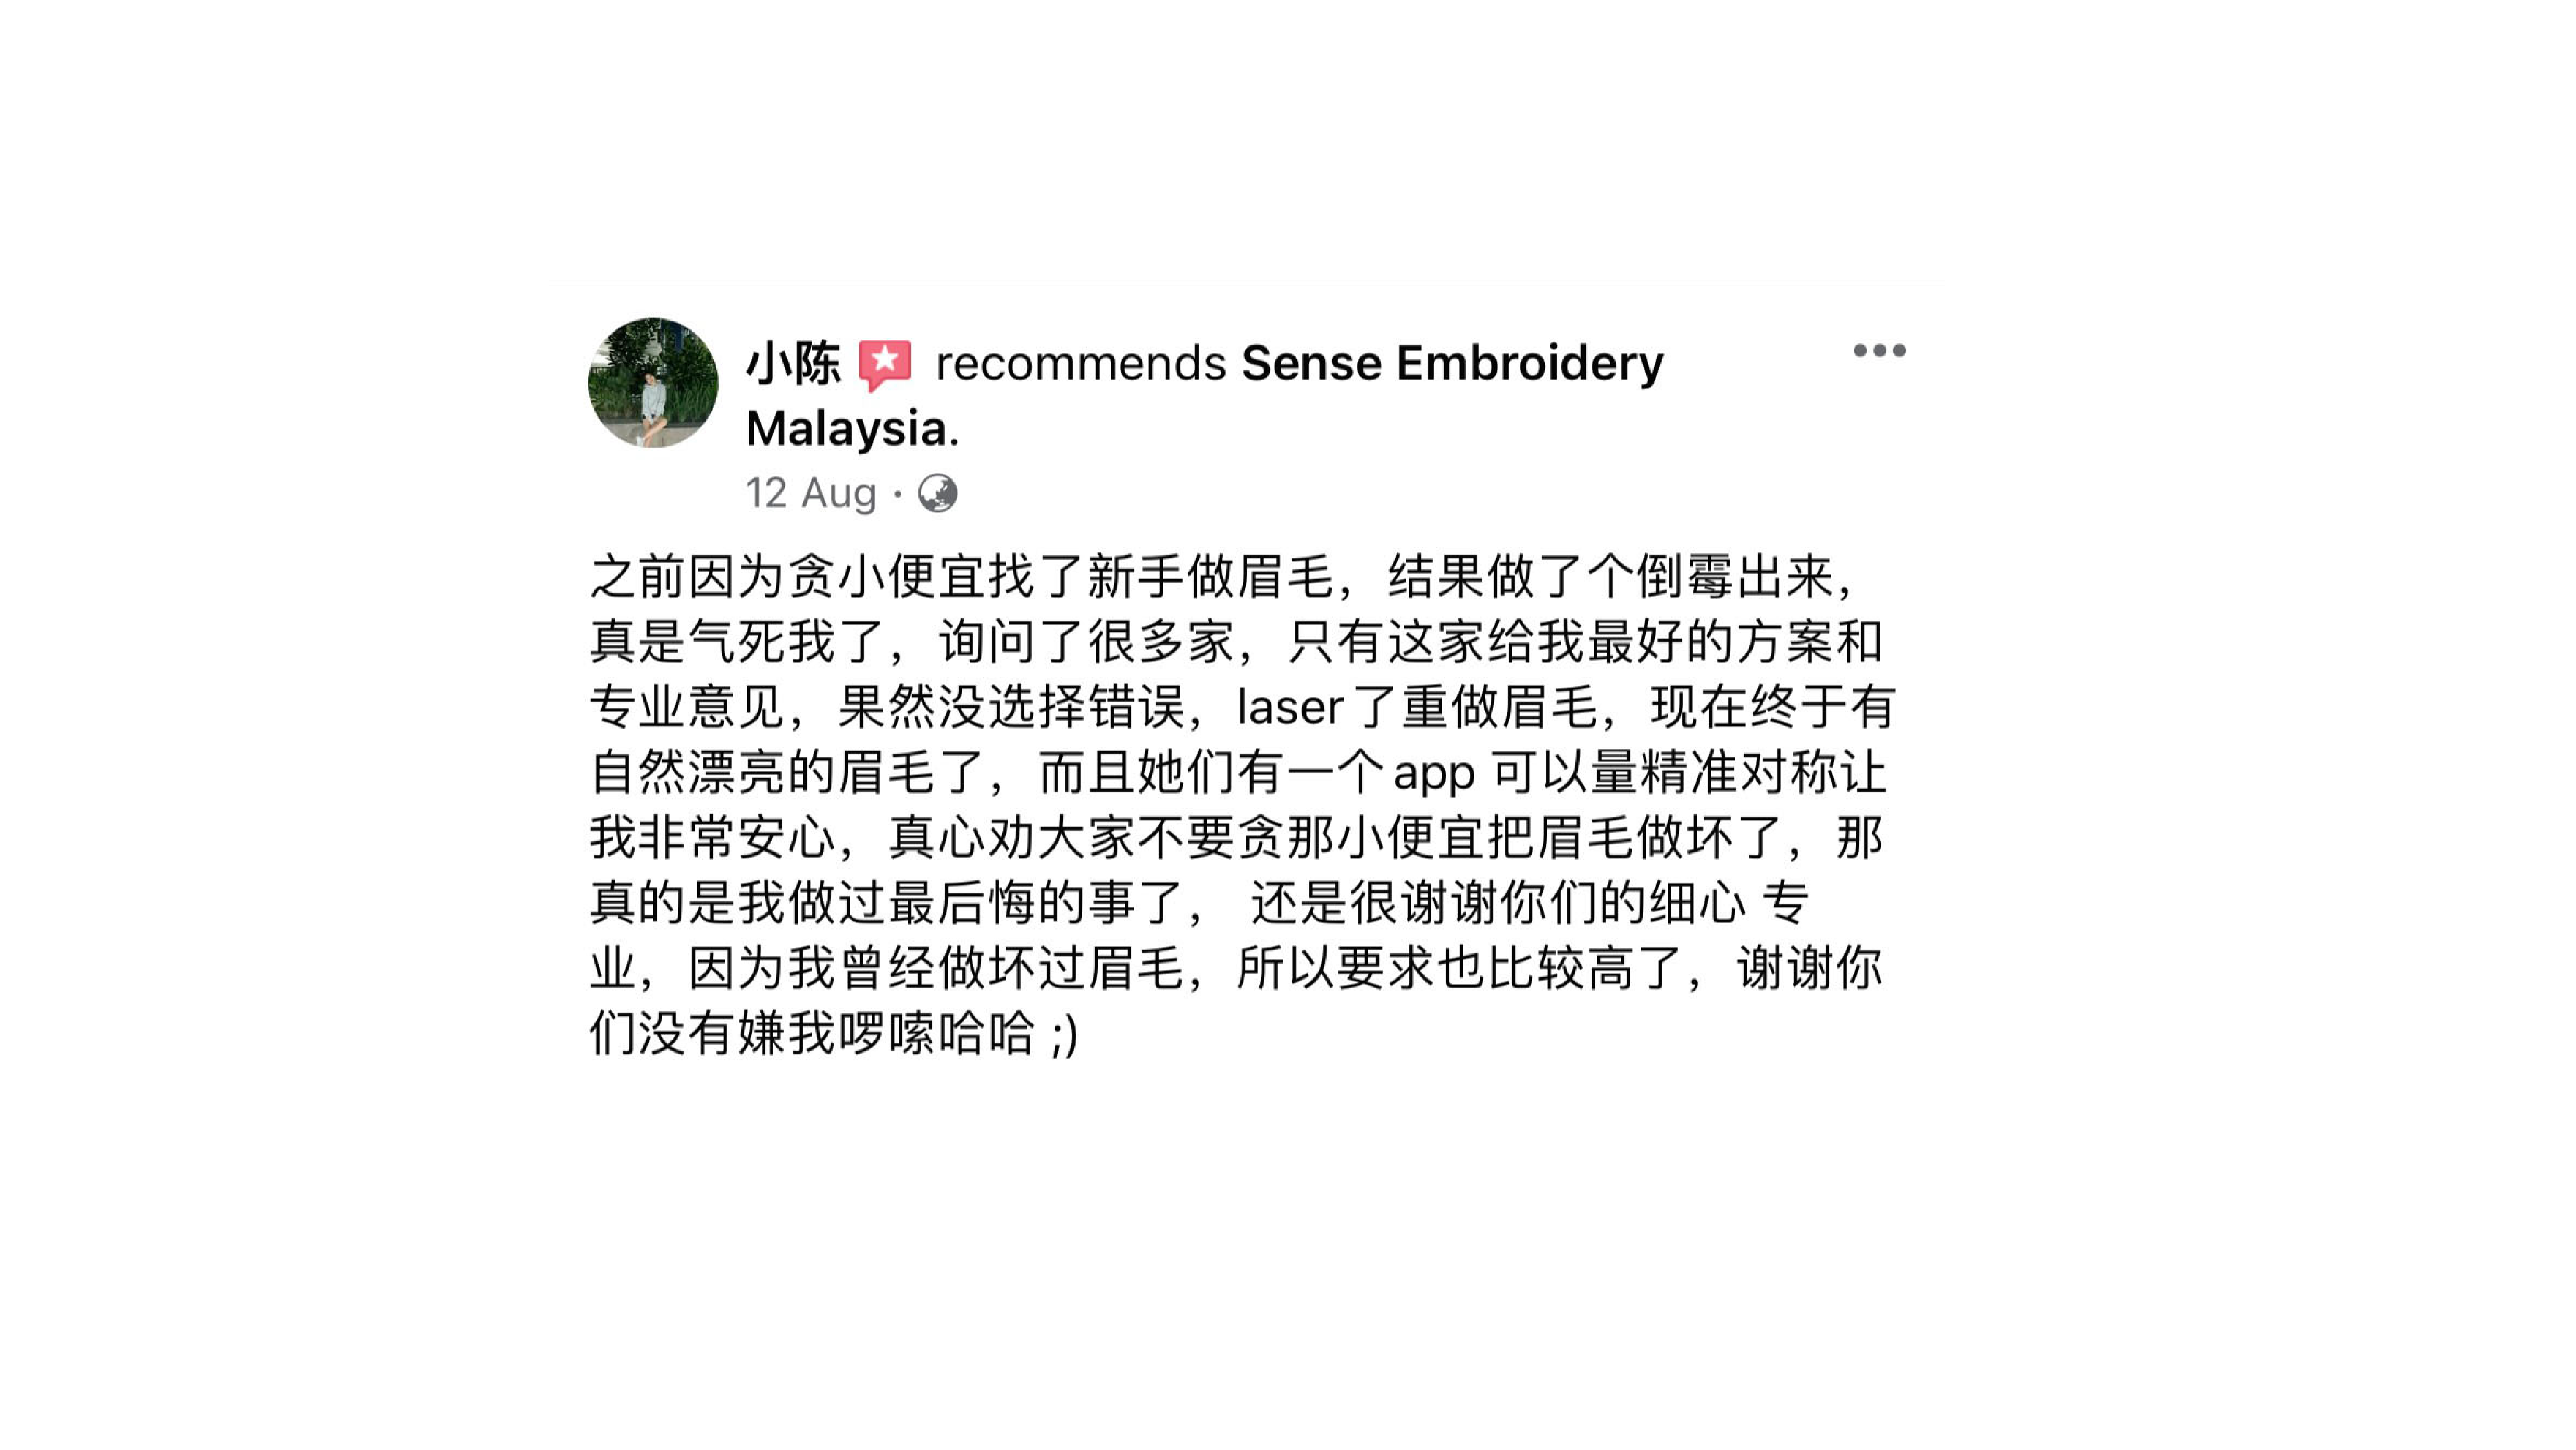 小陈 recommends Sense Embroidery
Malaysia.
12 Aug ·
之前因为贪小便宜找了新手做眉毛，结果做了个倒霉出来，
真是气死我了，询问了很多家，只有这家给我最好的方案和
专业意见，果然没选择错误，laser了重做眉毛，现在终于有
自然漂亮的眉毛了，而且她们有一个app 可以量精准对称让
我非常安心，真心劝大家不要贪那小便宜把眉毛做坏了，那
真的是我做过最后悔的事了， 还是很谢谢你们的细心 专
业，因为我曾经做坏过眉毛，所以要求也比较高了，谢谢你
们没有嫌我啰嗦哈哈 ;)